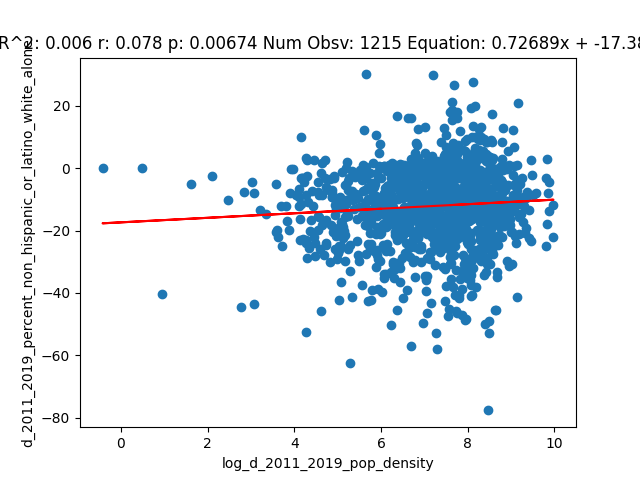 R^2: 0.006 r: 0.078 p: 0.00674 Num Obsv: 1215 Equation: 0.72689x + -17.38
d_2011_2019_percent_non_hispanic_or_latino_white_alone
20
0
−20
−40
−60
−80
0 2 4 6 8 10
log_d_2011_2019_pop_density